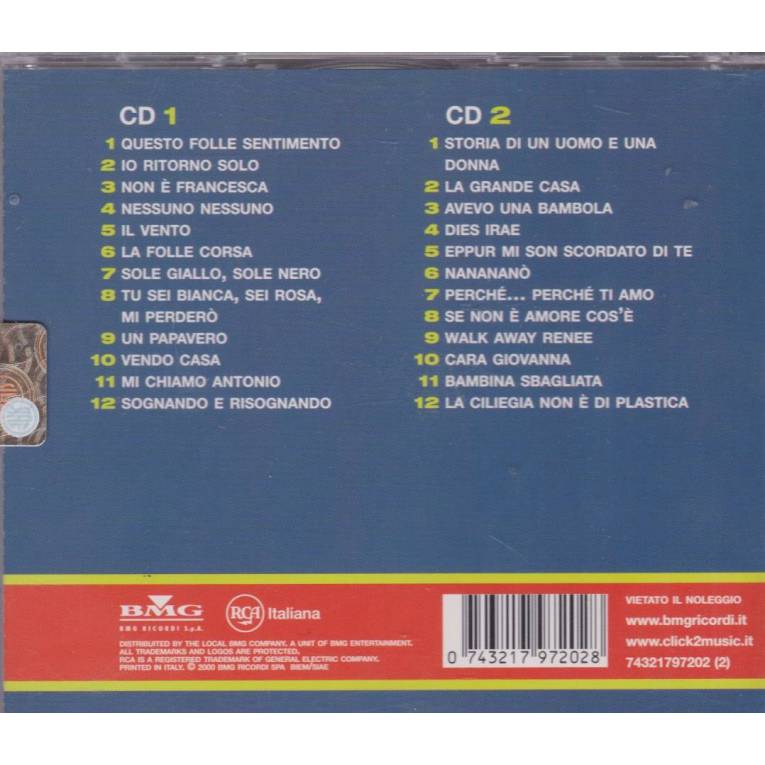 CD 1
1 QUESTO FOLLE SENTIMENTO
2 IO RITORNO SOLO
3 NON È FRANCESCA
4 NESSUNO NESSUNO
5 IL VENTO
6 LA FOLLE CORSA
7 SOLE GIALLO, SOLE NERO
8 TU SEI BIANCA, SEI ROSA,
MI PERDERÒ
9 UN PAPAVERO
10 VENDO CASA
11 MI CHIAMO ANTONIO
12 SOGNANDO E RISOGNANDO
CD 2
1 STORIA DI UN UOMO E UNA
DONNA
2 LA GRANDE CASA
3 AVEVO UNA BAMBOLA
4 DIES IRAE
5 EPPUR MI SON SCORDATO DI TE
6 NANANANÒ
7 PERCHÉ... PERCHÉ TI AMO
8 SE NON È AMORE COS'È
9 WALK AWAY RENEE
10 CARA GIOVANNA
11 BAMBINA SBAGLIATA
12 LA CILIEGIA NON È DI PLASTICA
BMG
BMG RICORDI S.p.A.
RCA Italiana
DISTRIBUTED BY THE LOCAL BMG COMPANY. A UNIT OF BMG ENTERTAINMENT.
ALL TRADEMARKS AND LOGOS ARE PROTECTED.
RCA IS A REGISTERED TRADEMARK OF GENERAL ELECTRIC COMPANY.
PRINTED IN ITALY. © 2000 BMG RICORDI SPA BIEM/SIAE
0 743217 972028
VIETATO IL NOLEGGIO
www.bmgricordi.it
www.click2music.it
74321797202 (2)